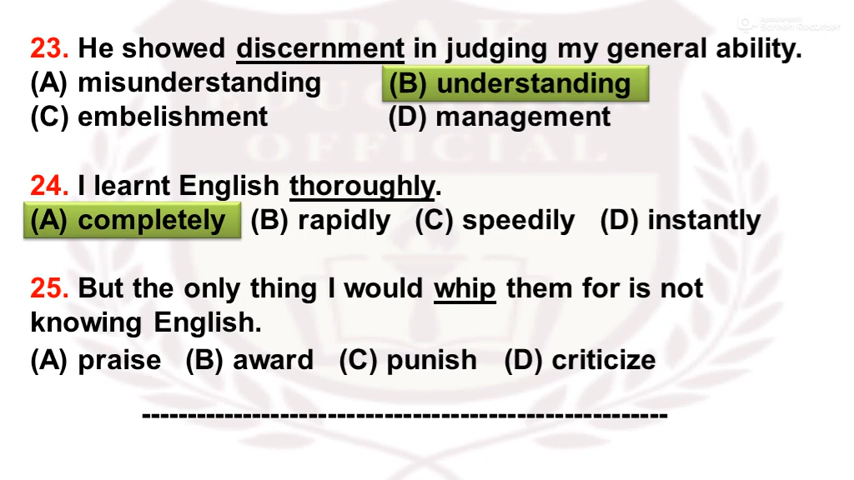 23. He showed discernment in judging my general ability.
(A) misunderstanding (B) understanding
(C) embelishment (D) management
24. I learnt English thoroughly.
(A) completely (B) rapidly (C) speedily (D) instantly
25. But the only thing I would whip them for is not
knowing English.
(A) praise (B) award (C) punish (D) criticize
-----------------------------------------------------------
OFFICIAL